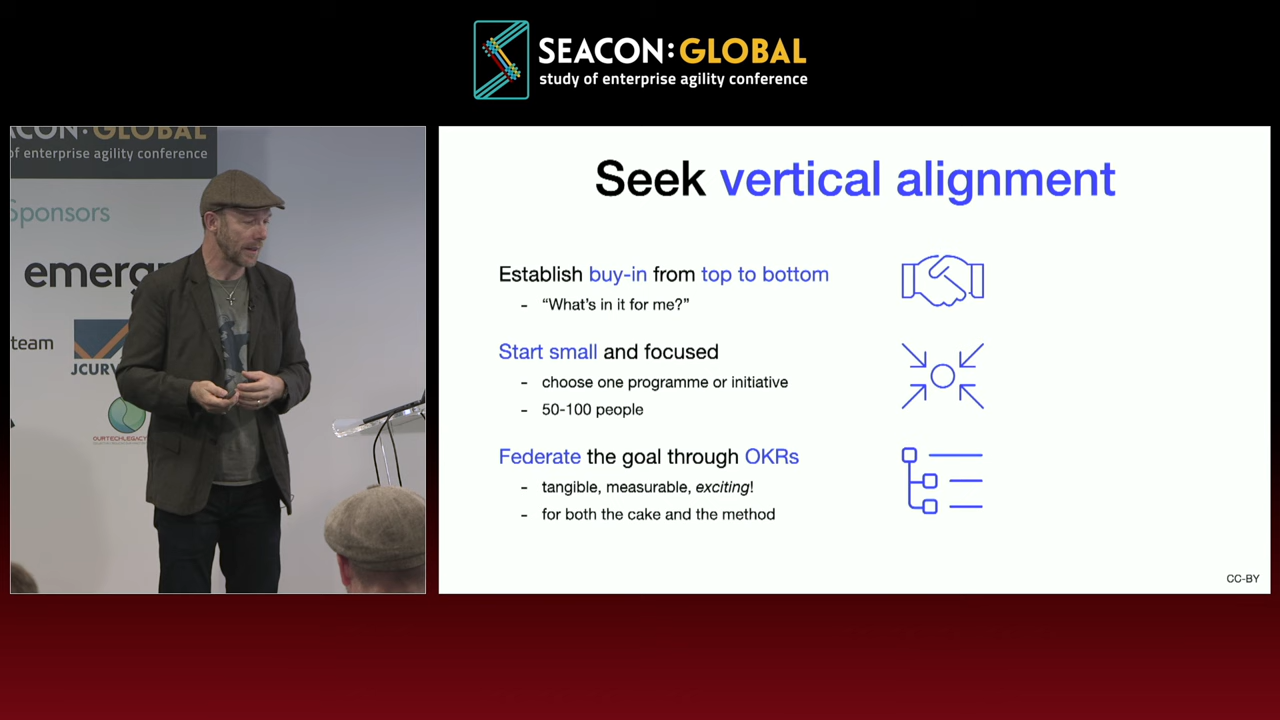 SEACON:GLOBAL
study of enterprise agility conference
ACON:GLOBAL
of enterprise agility conference
Sponsors
emerg
team
JCURV
OURTECHLEGACY
Seek vertical alignment
Establish buy-in from top to bottom
- “What’s in it for me?”
Start small and focused
- choose one programme or initiative
- 50-100 people
Federate the goal through OKRs
- tangible, measurable, exciting!
- for both the cake and the method
CC-BY